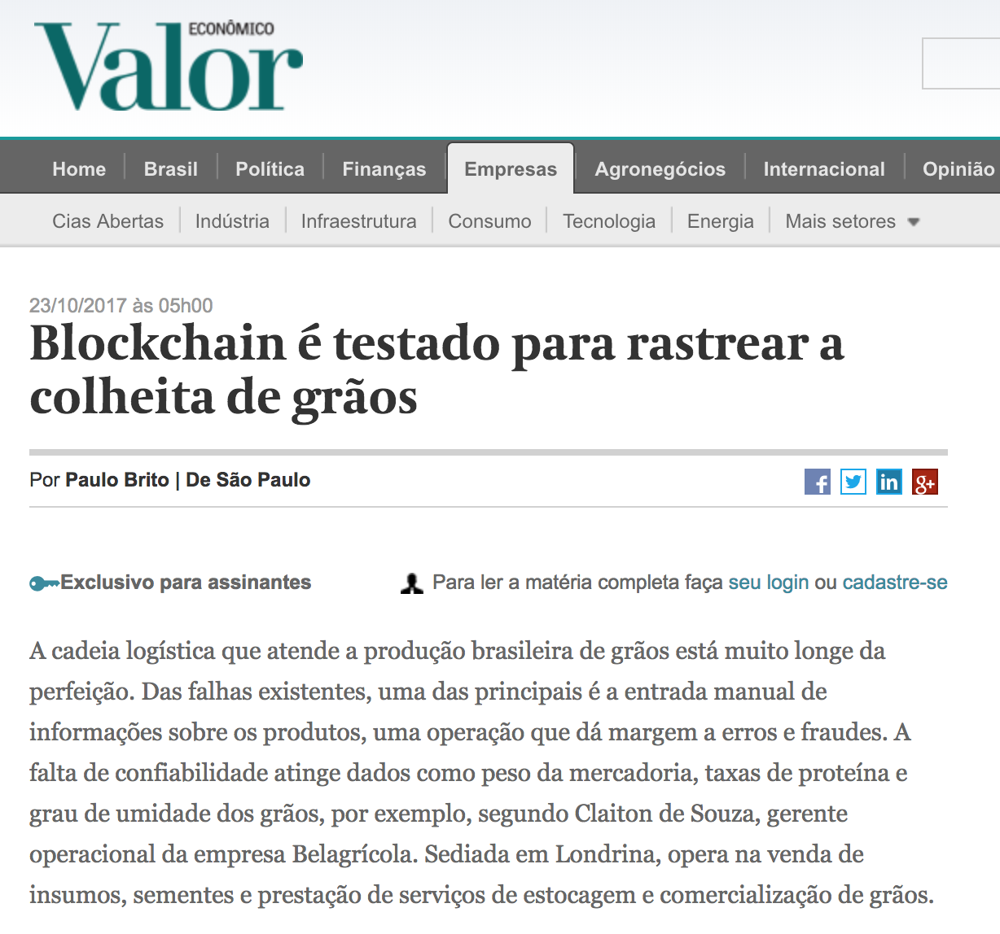 Valor ECONÔMICO
Home Brasil Política Finanças Empresas Agronegócios Internacional Opinião
Cias Abertas Indústria Infraestrutura Consumo Tecnologia Energia Mais setores
23/10/2017 às 05h00
Blockchain é testado para rastrear a
colheita de grãos
Por Paulo Brito | De São Paulo
f in g+
Exclusivo para assinantes Para ler a matéria completa faça seu login ou cadastre-se
A cadeia logística que atende a produção brasileira de grãos está muito longe da
perfeição. Das falhas existentes, uma das principais é a entrada manual de
informações sobre os produtos, uma operação que dá margem a erros e fraudes. A
falta de confiabilidade atinge dados como peso da mercadoria, taxas de proteína e
grau de umidade dos grãos, por exemplo, segundo Claiton de Souza, gerente
operacional da empresa Belagrícola. Sediada em Londrina, opera na venda de
insumos, sementes e prestação de serviços de estocagem e comercialização de grãos.